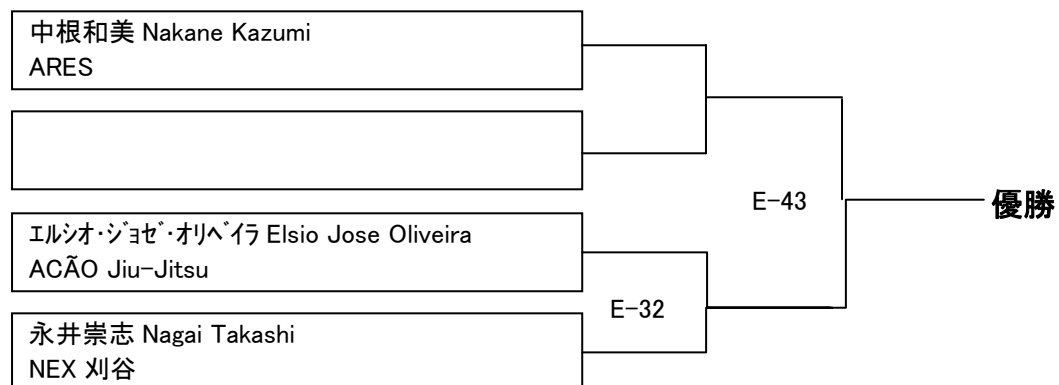 中根和美 Nakane Kazumi
ARES
E-43
優勝
ｴﾙｼｵ･ｼﾞｮｾﾞ･ｵﾘﾍﾞｲﾗ Elsio Jose Oliveira
ACÃO Jiu-Jitsu
E-32
永井崇志 Nagai Takashi
NEX 刈谷